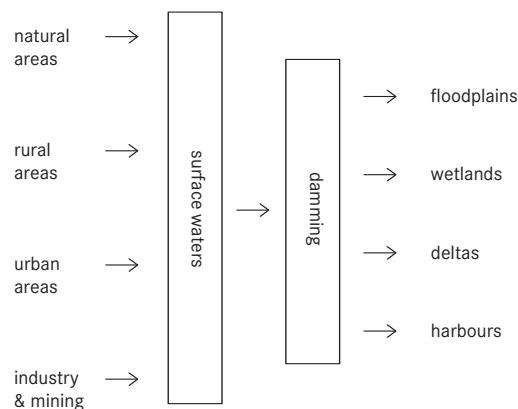 natural
areas
rural
areas
urban
areas
industry
& mining
surface waters
damming
floodplains
wetlands
deltas
harbours